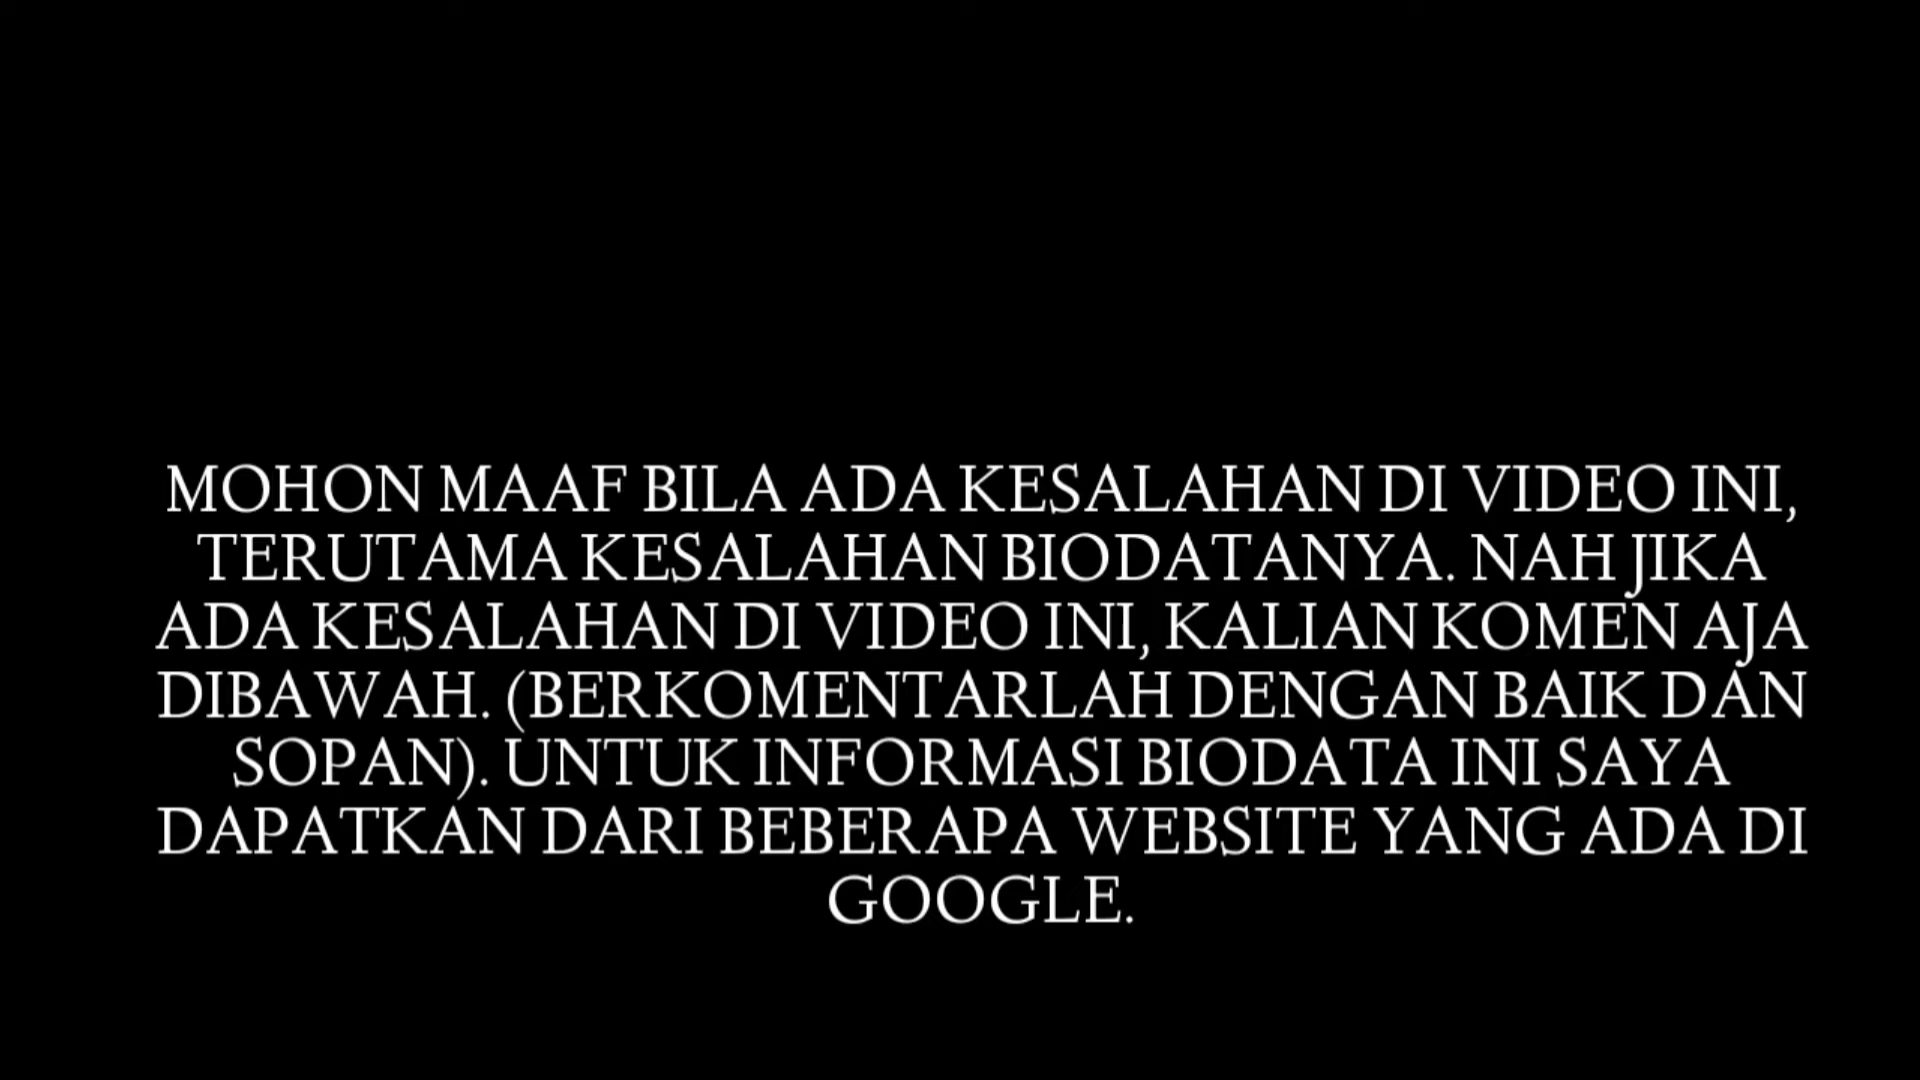 MOHON MAAF BILA ADA KESALAHAN DI VIDEO INI,
TERUTAMA KESALAHAN BIODATANYA. NAH JIKA
ADA KESALAHAN DI VIDEO INI, KALIAN KOMEN AJA
DIBAWAH. (BERKOMENTARLAH DENGAN BAIK DAN
SOPAN). UNTUK INFORMASI BIODATA INI SAYA
DAPATKAN DARI BEBERAPA WEBSITE YANG ADA DI
GOOGLE.